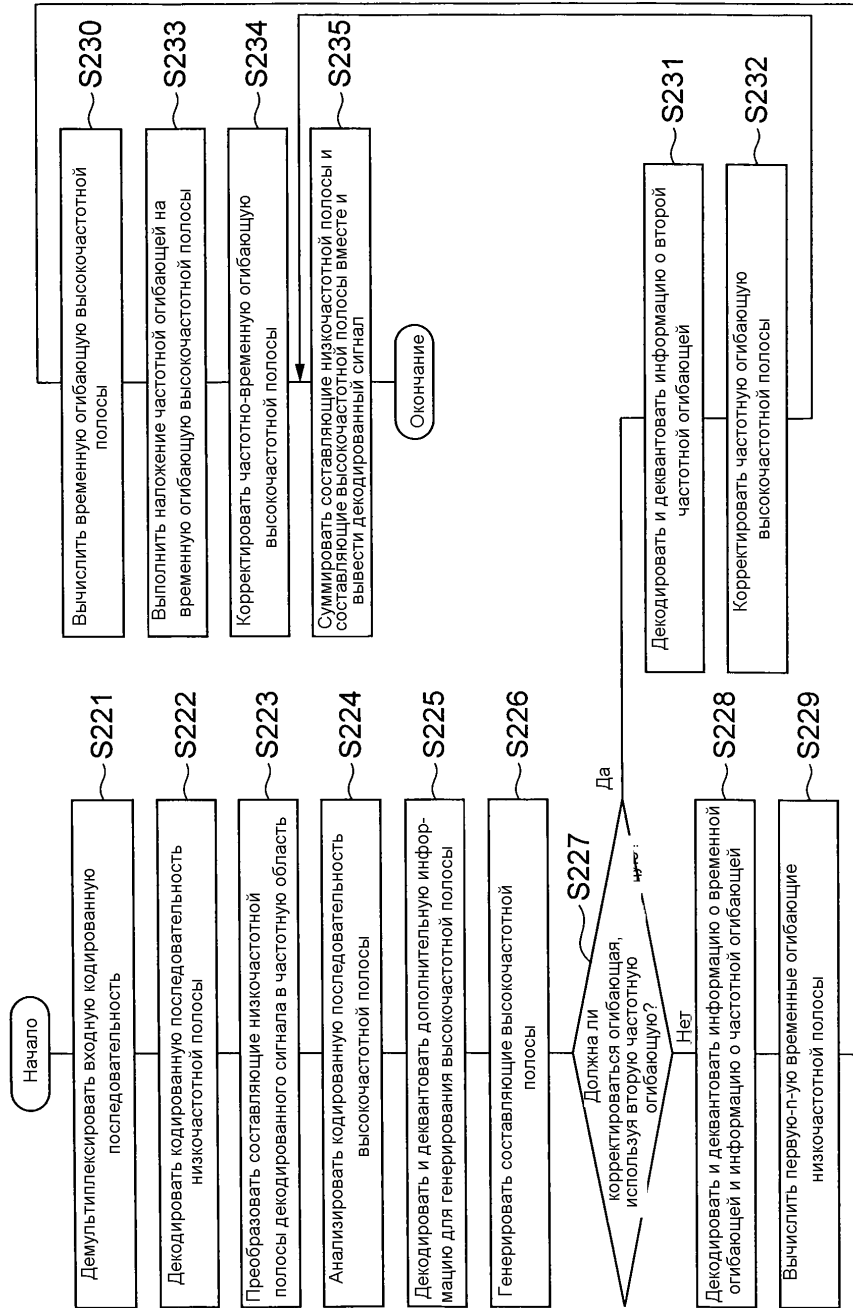 Начало
Демультиплексировать входную кодированную
последовательность
S221
Декодировать кодированную последовательность
низкочастотной полосы
S222
Преобразовать составляющие низкочастотной
полосы декодированного сигнала в частотную область
S223
Анализировать кодированную последовательность
высокочастотной полосы
S224
Декодировать и деквантовать дополнительную инфор-
мацию для генерирования высокочастотной полосы
S225
Генерировать составляющие высокочастотной
полосы
S226
Должна ли
корректироваться огибающая,
используя вторую частотную
огибающую?
S227
Да
Нет
Декодировать и деквантовать информацию о временной
огибающей и информацию о частотной огибающей
S228
Вычислить первую-n-ую временные огибающие
низкочастотной полосы
S229
Вычислить временную огибающую высокочастотной
полосы
S230
Выполнить наложение частотной огибающей на
временную огибающую высокочастотной полосы
S233
Корректировать частотно-временную огибающую
высокочастотной полосы
S234
Суммировать составляющие низкочастотной полосы и
составляющие высокочастотной полосы вместе и
вывести декодированный сигнал
S235
Окончание
Декодировать и деквантовать информацию о второй
частотной огибающей
S231
Корректировать частотную огибающую
высокочастотной полосы
S232